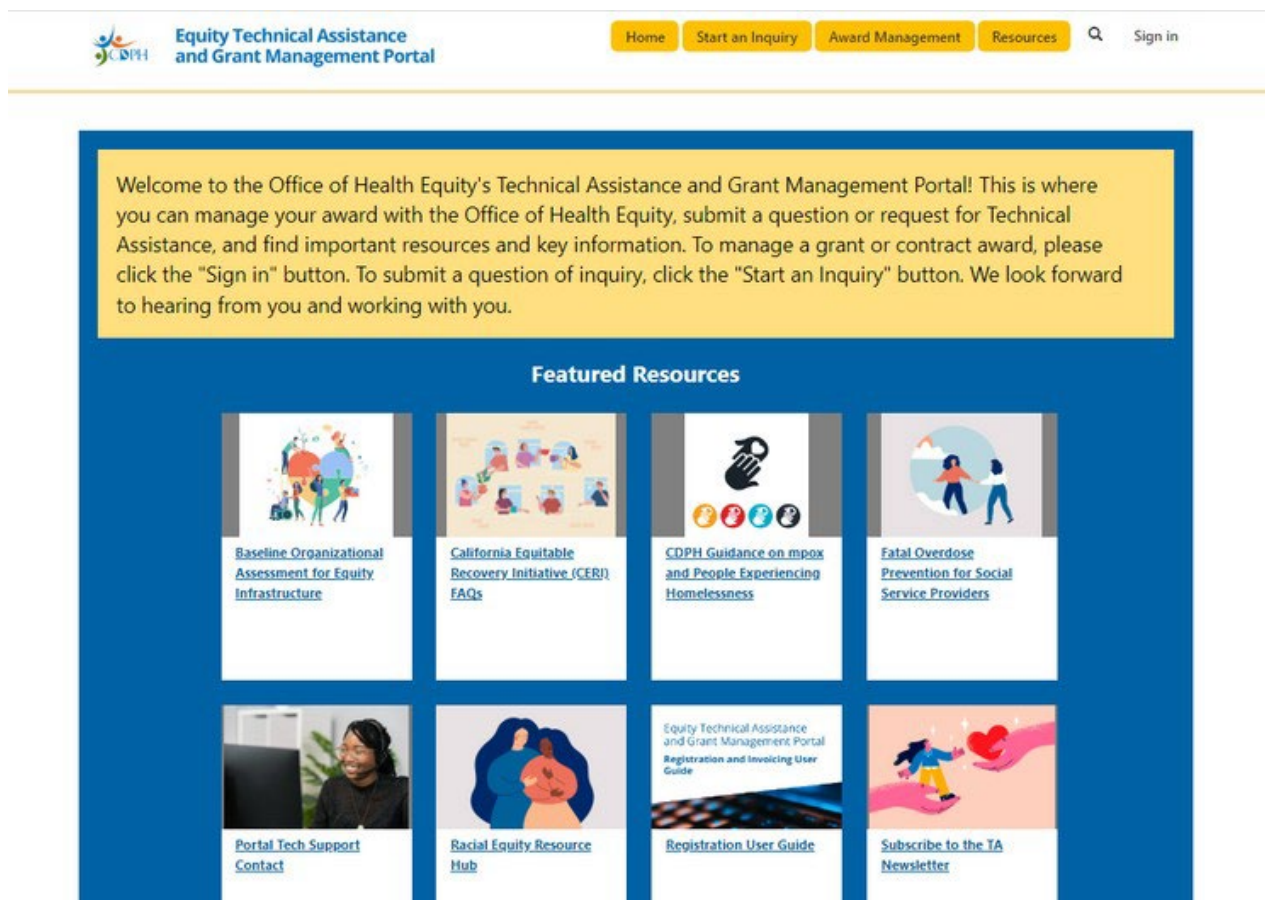 CDPH
Equity Technical Assistance
and Grant Management Portal
Home
Start an Inquiry
Award Management
Resources
Sign in
Welcome to the Office of Health Equity's Technical Assistance and Grant Management Portal! This is where
you can manage your award with the Office of Health Equity, submit a question or request for Technical
Assistance, and find important resources and key information. To manage a grant or contract award, please
click the "Sign in" button. To submit a question of inquiry, click the "Start an Inquiry" button. We look forward
to hearing from you and working with you.
Featured Resources
Baseline Organizational
Assessment for Equity
Infrastructure
California Equitable
Recovery Initiative (CERI)
FAQs
CDPH Guidance on mpox
and People Experiencing
Homelessness
Fatal Overdose
Prevention for Social
Service Providers
Portal Tech Support
Contact
Racial Equity Resource
Hub
Equity Technical Assistance
and Grant Management Portal
Registration and Invoicing User
Guide
Registration User Guide
Subscribe to the TA
Newsletter